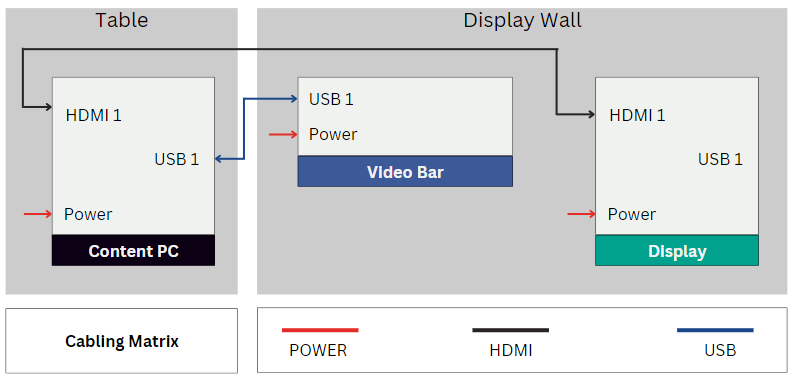 Table
Display Wall
HDMI 1
USB 1
Power
Content PC
USB 1
Power
VIdeo Bar
HDMI 1
USB 1
Power
Display
Cabling Matrix
POWER
HDMI
USB